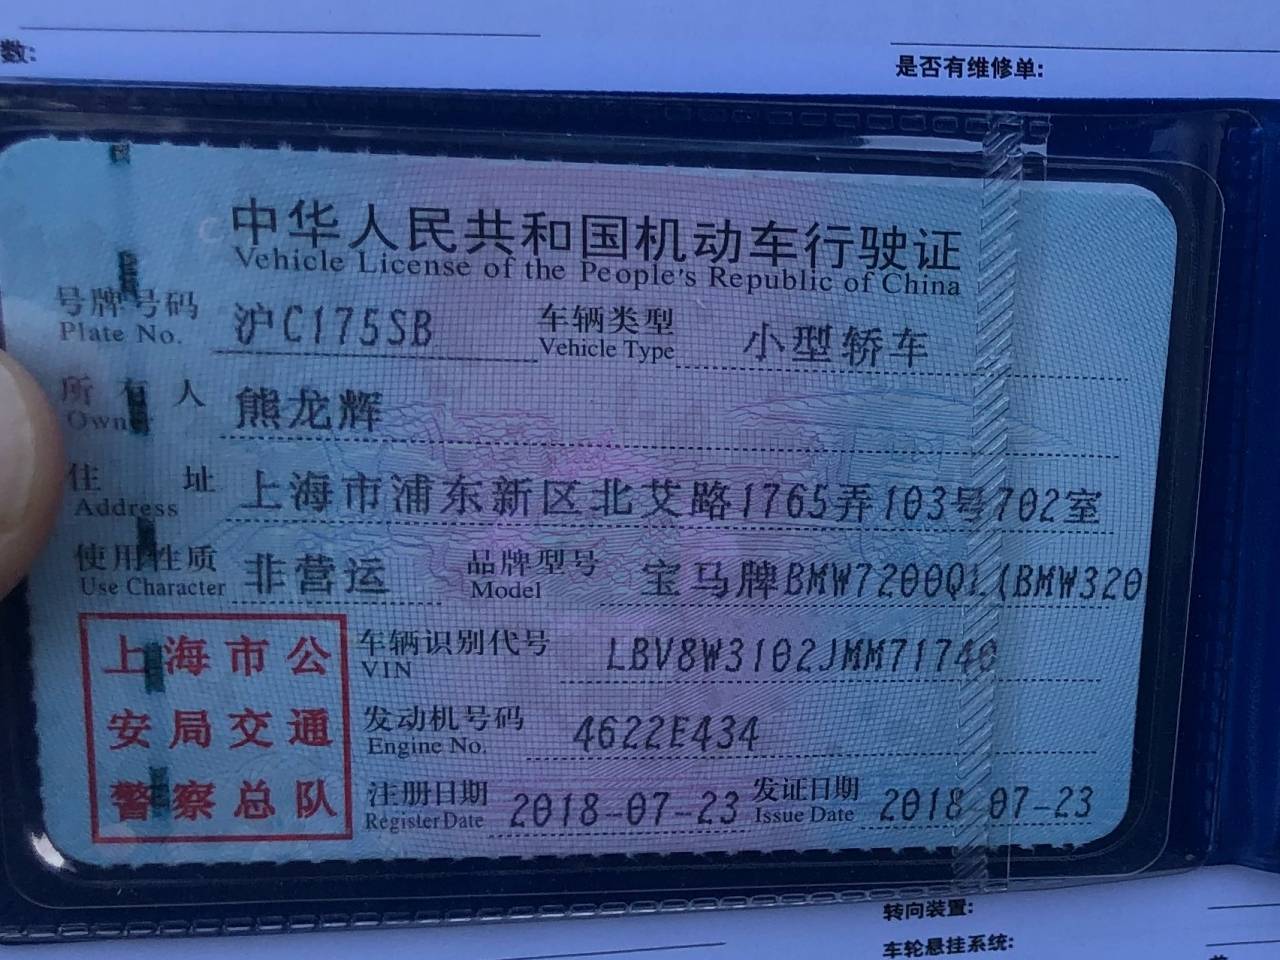 数:
是否有维修单:
中华人民共和国机动车行驶证
Vehicle License of the People's Republic of China
号牌号码 沪C175SB 车辆类型 小型轿车
Plate No. Vehicle Type
所有人 熊龙辉
Owner
住址 上海市浦东新区北艾路1765弄103号702室
Address
使用性质 非营运 品牌型号 宝马牌BMW7200QL(BMW320
Use Character Model
上海市公
安局交通
警察总队
车辆识别代号 LBV8W3102JMM71740
VIN
发动机号码 4622E434
Engine No.
注册日期 2018-07-23 发证日期 2018-07-23
Register Date Issue Date
转向装置:
车轮悬挂系统: